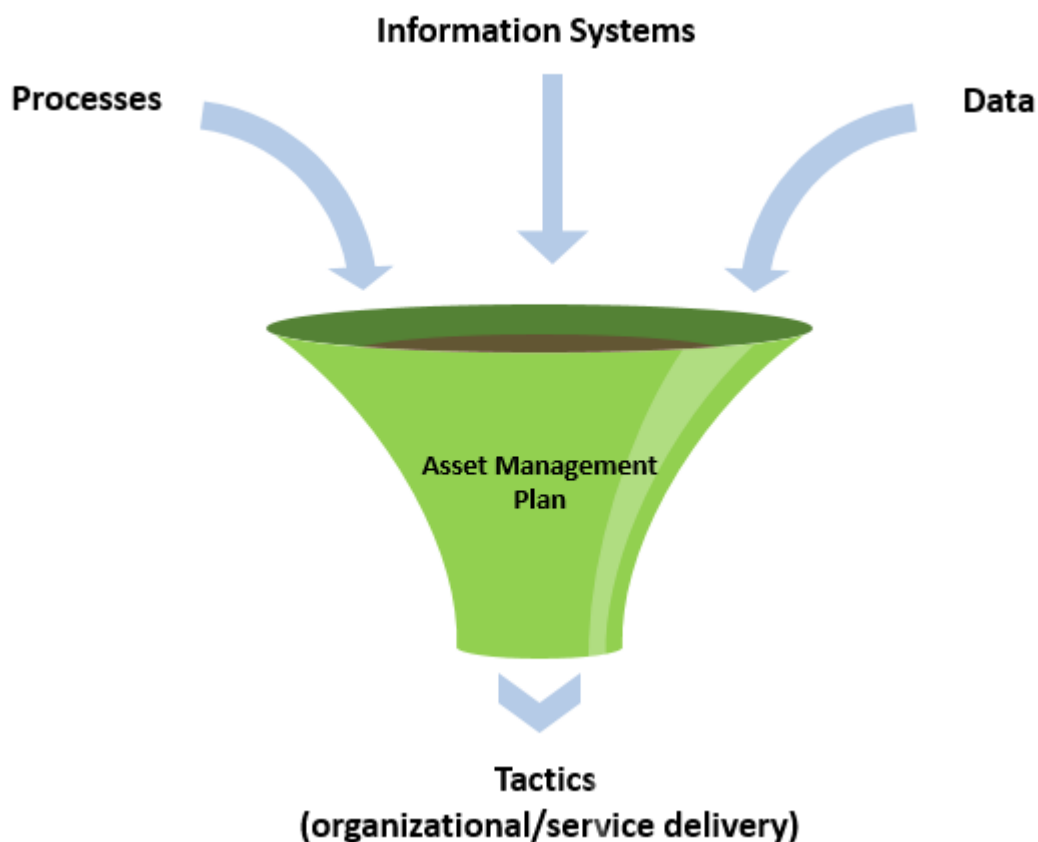 Information Systems
Processes
Data
Asset Management
Plan
Tactics
(organizational/service delivery)